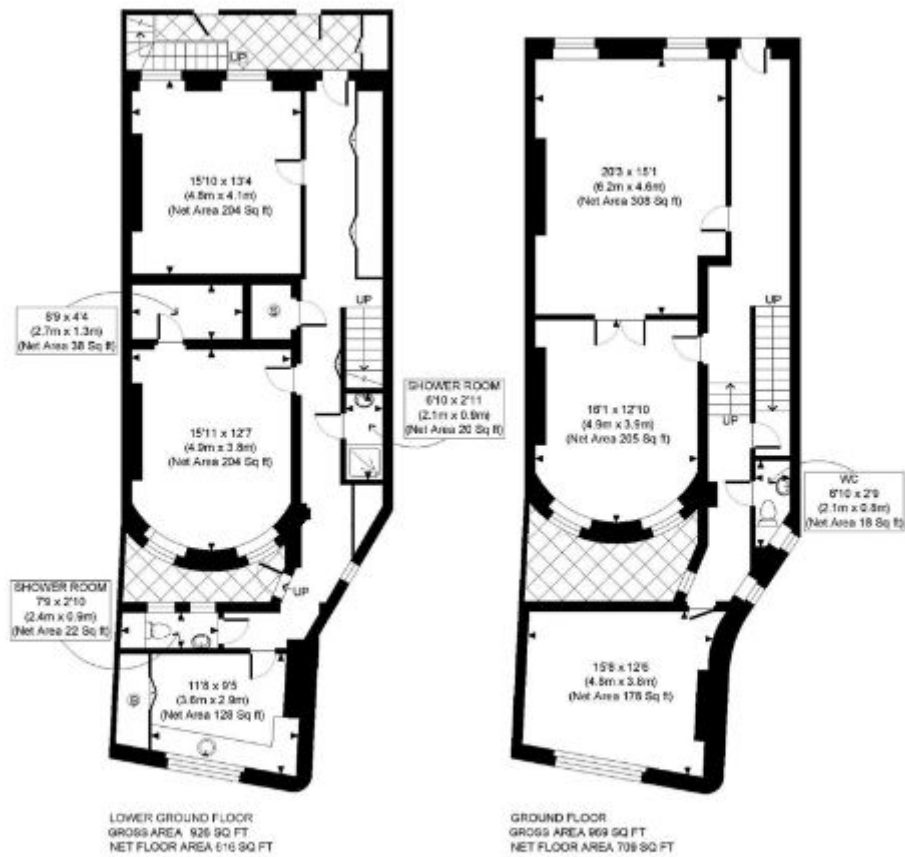 UP
15'10 x 13'4
(4.8m x 4.1m)
(Net Area 204 Sq ft)
8'9 x 4'4
(2.7m x 1.3m)
(Net Area 38 Sq ft)
S
UP
15'11 x 12'7
(4.9m x 3.8m)
(Net Area 204 Sq ft)
SHOWER ROOM
6'10 x 2'11
(2.1m x 0.9m)
(Net Area 20 Sq ft)
UP
SHOWER ROOM
7'9 x 2'10
(2.4m x 0.9m)
(Net Area 22 Sq ft)
11'8 x 9'5
(3.6m x 2.9m)
(Net Area 128 Sq ft)
B
LOWER GROUND FLOOR
GROSS AREA 926 SQ FT
NET FLOOR AREA 616 SQ FT
20'3 x 15'1
(6.2m x 4.6m)
(Net Area 308 Sq ft)
UP
16'1 x 12'10
(4.9m x 3.9m)
(Net Area 205 Sq ft)
UP
WC
6'10 x 2'9
(2.1m x 0.8m)
(Net Area 18 Sq ft)
15'8 x 12'6
(4.8m x 3.8m)
(Net Area 178 Sq ft)
GROUND FLOOR
GROSS AREA 969 SQ FT
NET FLOOR AREA 709 SQ FT